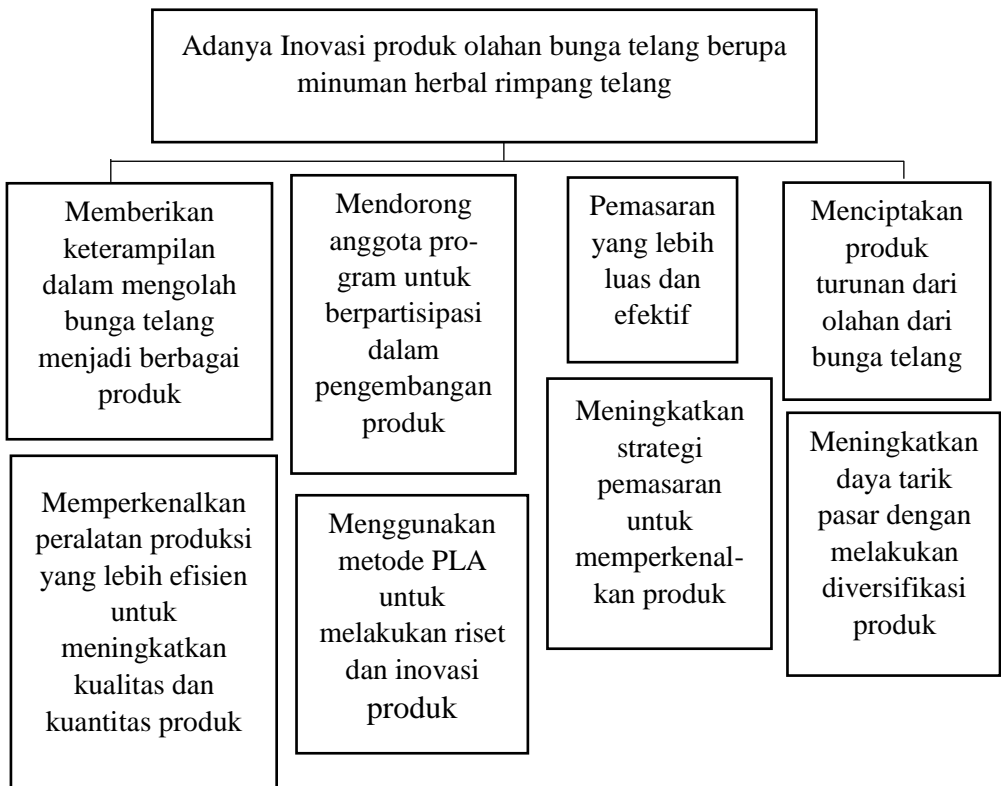 Adanya Inovasi produk olahan bunga telang berupa
minuman herbal rimpang telang
Memberikan
keterampilan
dalam mengolah
bunga telang
menjadi berbagai
produk
Mendorong
anggota pro-
gram untuk
berpartisipasi
dalam
pengembangan
produk
Pemasaran
yang lebih
luas dan
efektif
Menciptakan
produk
turunan dari
olahan dari
bunga telang
Memperkenalkan
peralatan produksi
yang lebih efisien
untuk
meningkatkan
kualitas dan
kuantitas produk
Menggunakan
metode PLA
untuk
melakukan riset
dan inovasi
produk
Meningkatkan
strategi
pemasaran
untuk
memperkenal-
kan produk
Meningkatkan
daya tarik
pasar dengan
melakukan
diversifikasi
produk